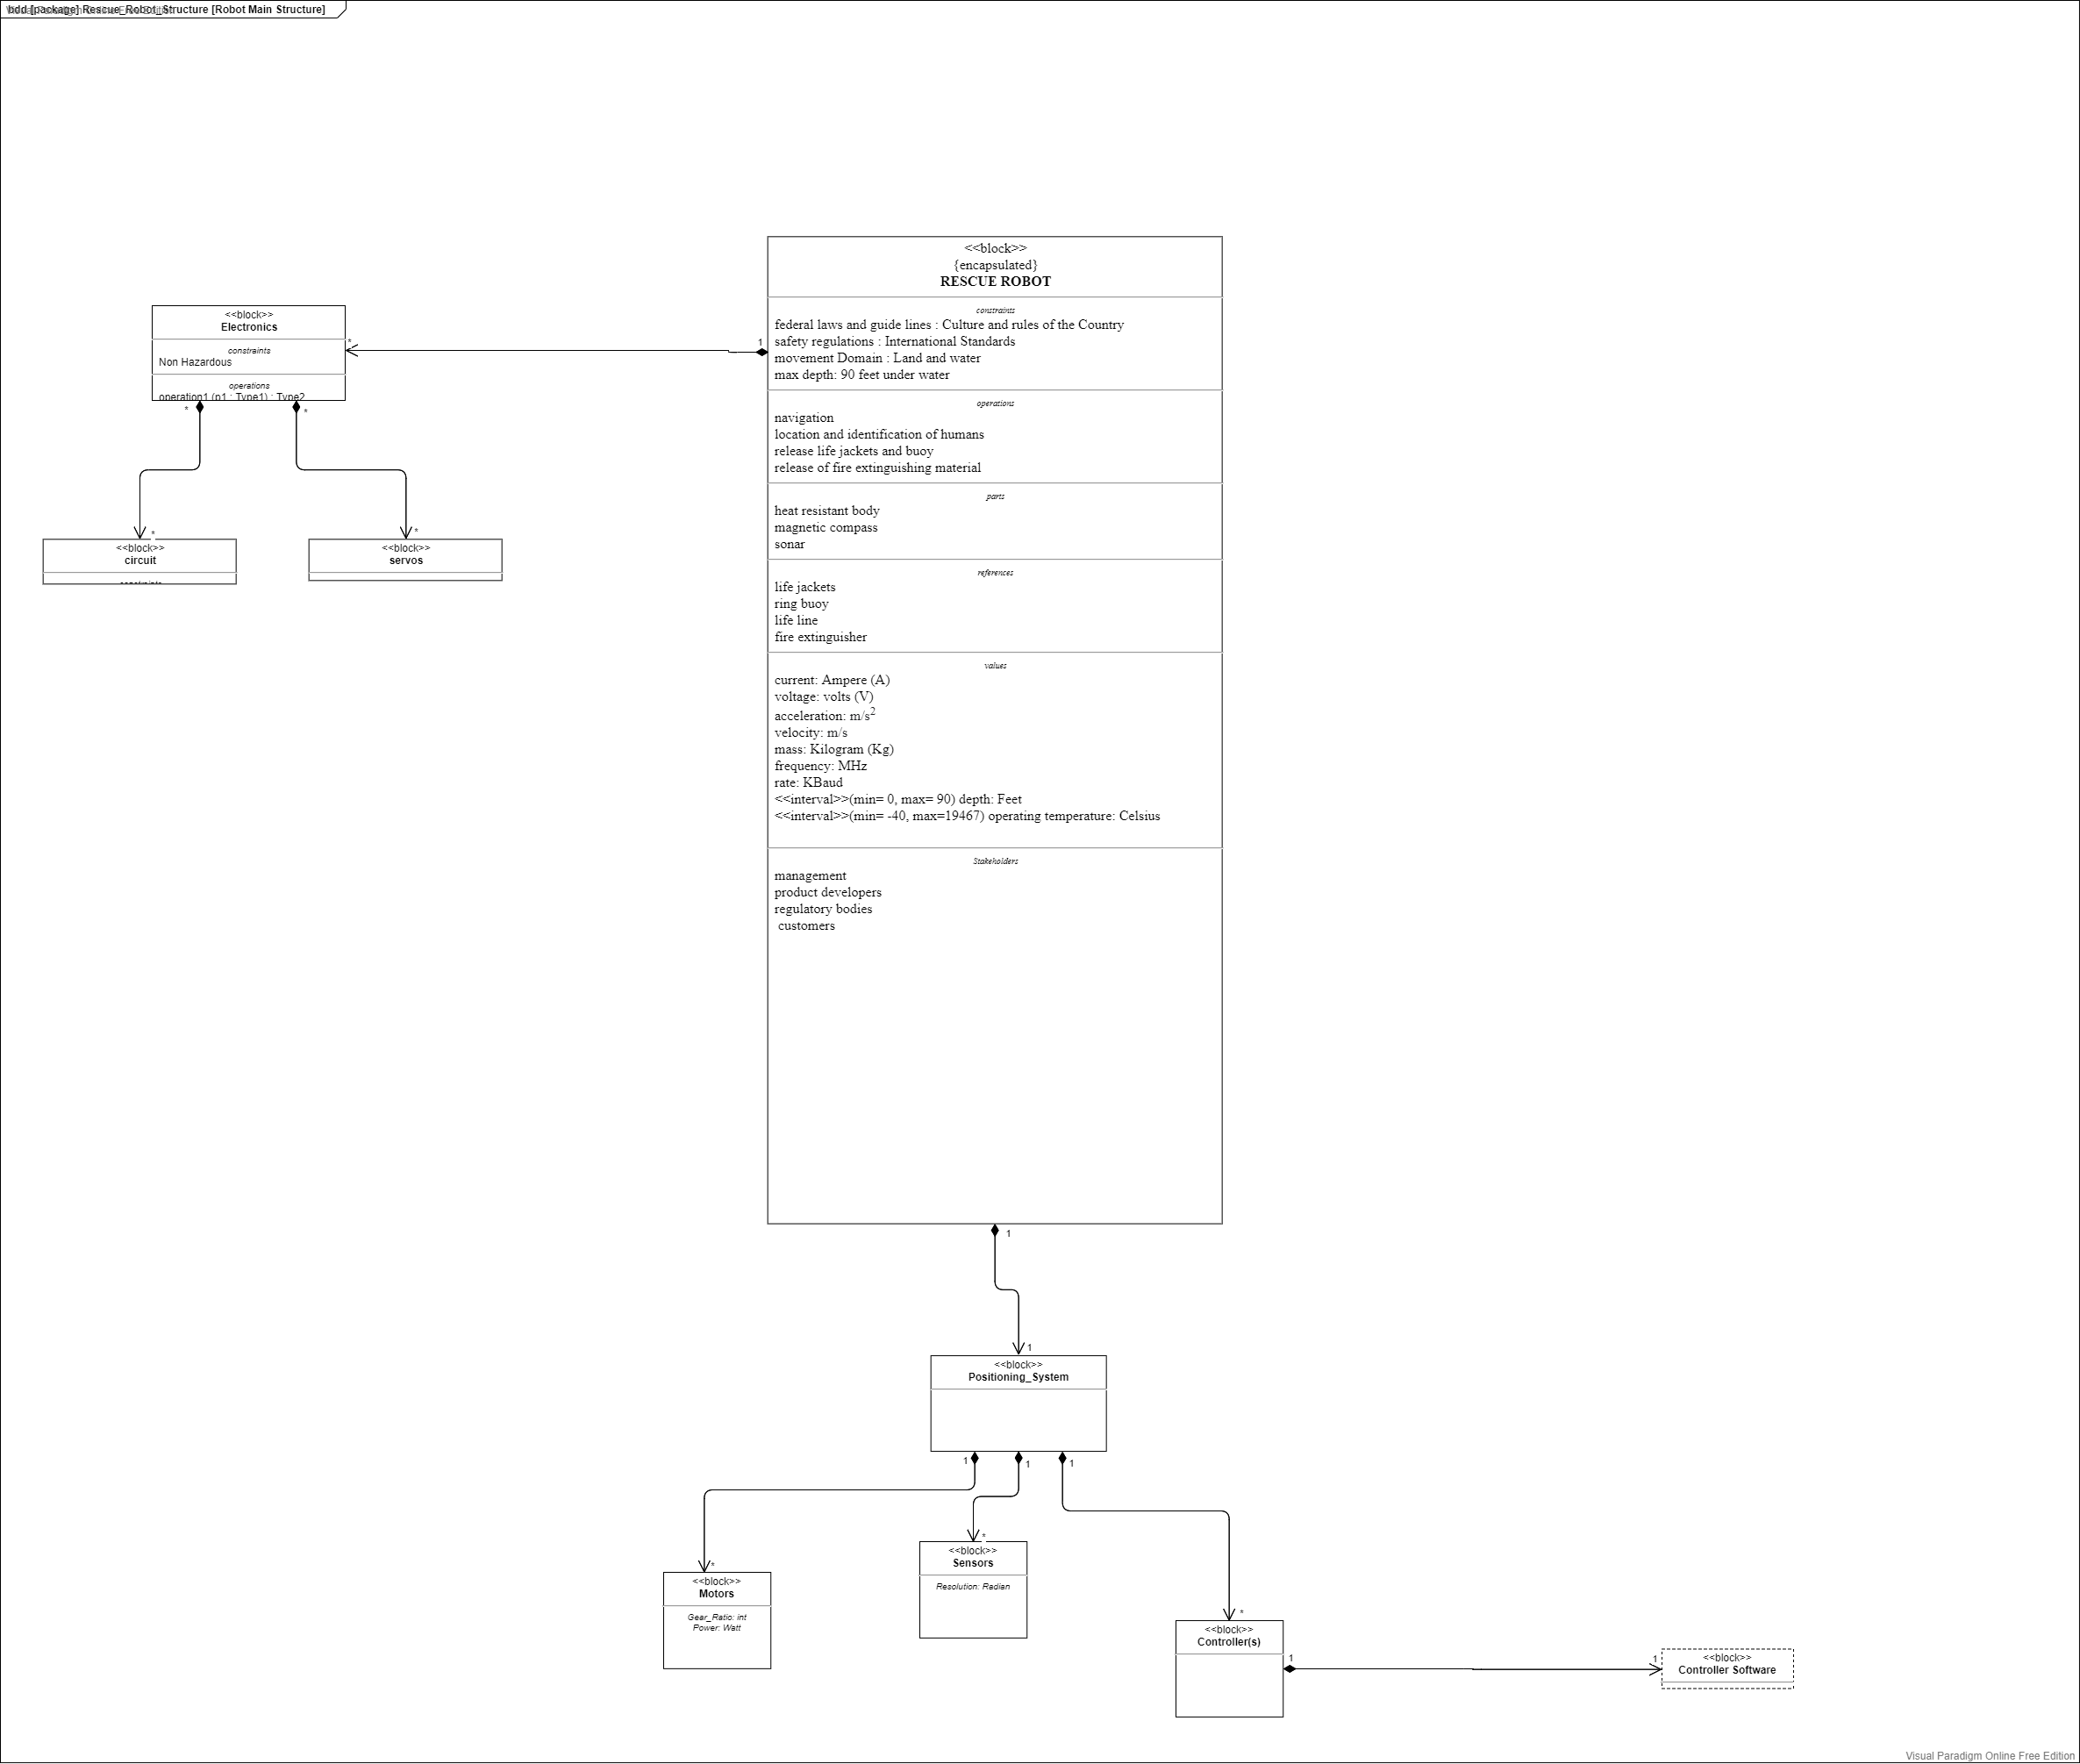 bdd [package] Rescue_Robot_Structure [Robot Main Structure]
<<block>>
{encapsulated}
RESCUE ROBOT
constraints
federal laws and guide lines : Culture and rules of the Country
safety regulations : International Standards
movement Domain : Land and water
max depth: 90 feet under water
operations
navigation
location and identification of humans
release life jackets and buoy
release of fire extinguishing material
parts
heat resistant body
magnetic compass
sonar
references
life jackets
ring buoy
life line
fire extinguisher
values
current: Ampere (A)
voltage: volts (V)
acceleration: m/s²
velocity: m/s
mass: Kilogram (Kg)
frequency: MHz
rate: KBaud
<<interval>>(min= 0, max= 90) depth: Feet
<<interval>>(min= -40, max=19467) operating temperature: Celsius
Stakeholders
management
product developers
regulatory bodies
customers
<<block>>
Electronics
constraints
Non Hazardous
operations
operation1 (p1 : Type1) : Type2
* 1
* *
* *
<<block>>
circuit
constraints
<<block>>
servos
1
1
<<block>>
Positioning_System
1 1 1
*
<<block>>
Motors
Gear_Ratio: int
Power: Watt
*
<<block>>
Sensors
Resolution: Radian
*
<<block>>
Controller(s)
1 1
<<block>>
Controller Software
Visual Paradigm Online Free Edition